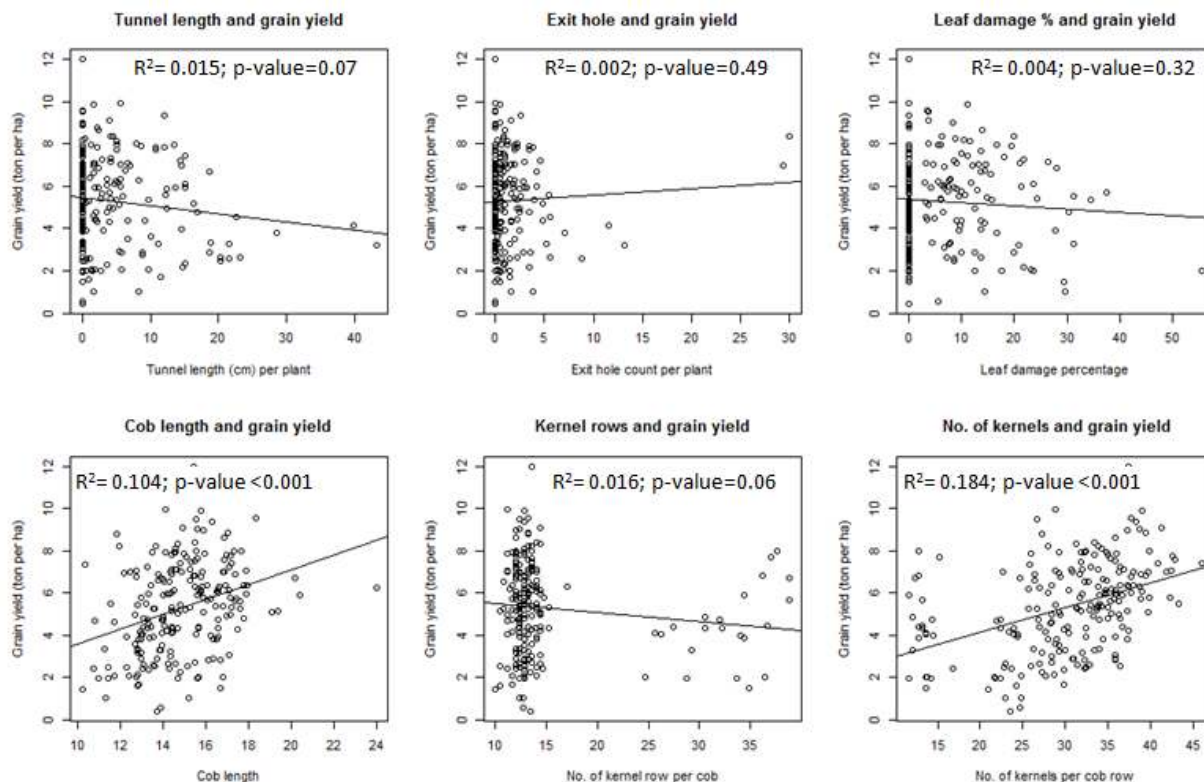 Tunnel length and grain yield
R²= 0.015; p-value=0.07
Grain yield (ton per ha)
0 2 4 6 8 10 12
0 10 20 30 40
Tunnel length (cm) per plant
Exit hole and grain yield
R²= 0.002; p-value=0.49
Grain yield (ton per ha)
0 2 4 6 8 10 12
0 5 10 15 20 25 30
Exit hole count per plant
Leaf damage % and grain yield
R²= 0.004; p-value=0.32
Grain yield (ton per ha)
0 2 4 6 8 10 12
0 10 20 30 40 50
Leaf damage percentage
Cob length and grain yield
R²= 0.104; p-value <0.001
Grain yield (ton per ha)
0 2 4 6 8 10 12
10 12 14 16 18 20 22 24
Cob length
Kernel rows and grain yield
R²= 0.016; p-value=0.06
Grain yield (ton per ha)
0 2 4 6 8 10 12
10 15 20 25 30 35
No. of kernel row per cob
No. of kernels and grain yield
R²= 0.184; p-value <0.001
Grain yield (ton per ha)
0 2 4 6 8 10 12
15 20 25 30 35 40 45
No. of kernels per cob row